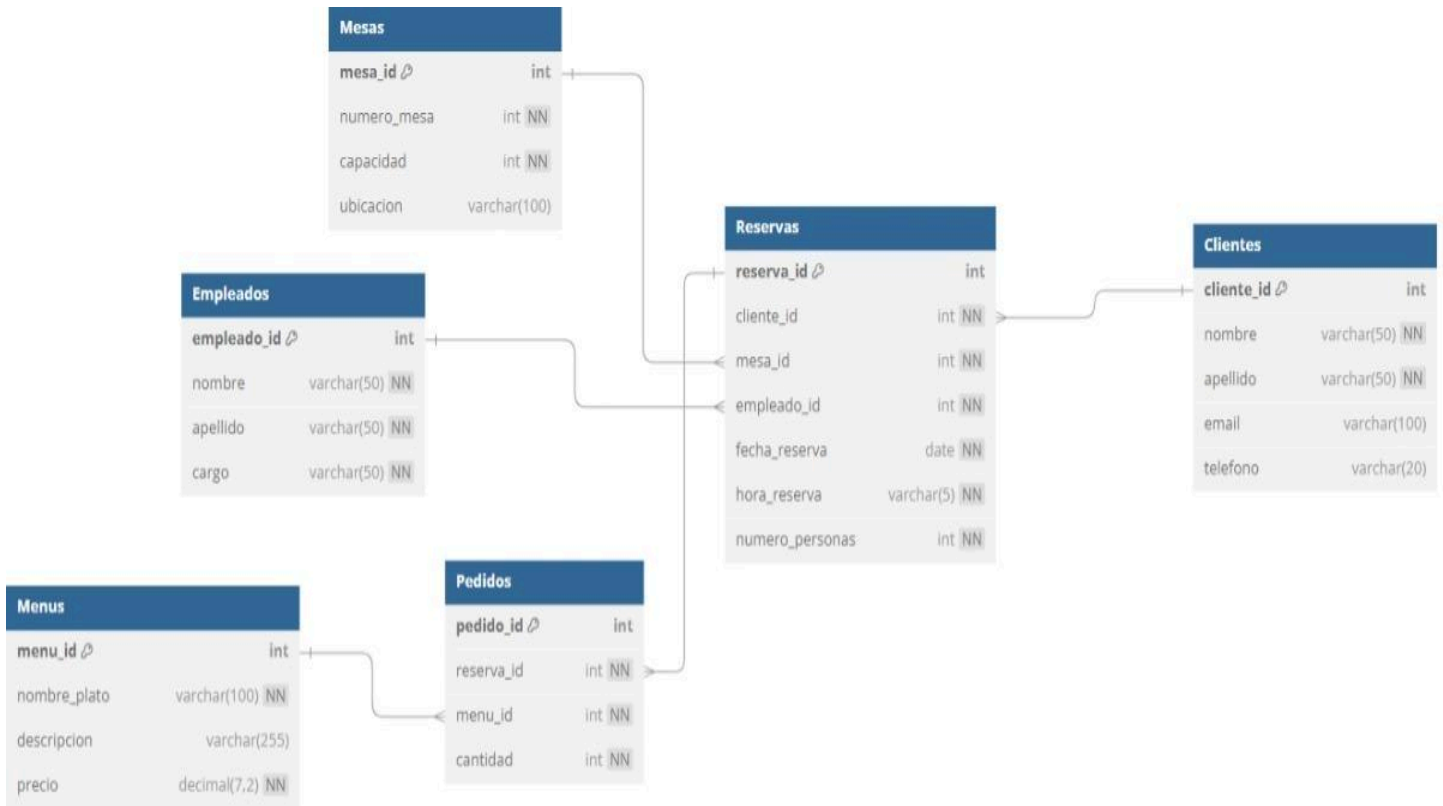 Mesas
mesa_id int
numero_mesa int NN
capacidad int NN
ubicacion varchar(100)
Empleados
empleado_id int
nombre varchar(50) NN
apellido varchar(50) NN
cargo varchar(50) NN
Reservas
reserva_id int
cliente_id int NN
mesa_id int NN
empleado_id int NN
fecha_reserva date NN
hora_reserva varchar(5) NN
numero_personas int NN
Clientes
cliente_id int
nombre varchar(50) NN
apellido varchar(50) NN
email varchar(100)
telefono varchar(20)
Menus
menu_id int
nombre_plato varchar(100) NN
descripcion varchar(255)
precio decimal(7,2) NN
Pedidos
pedido_id int
reserva_id int NN
menu_id int NN
cantidad int NN